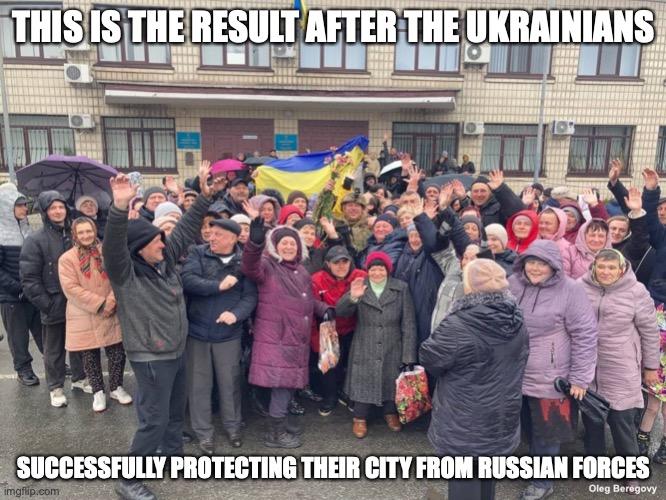 THIS IS THE RESULT AFTER THE UKRAINIANS
SUCCESSFULLY PROTECTING THEIR CITY FROM RUSSIAN FORCES
imgflip.com
Oleg Beregovy